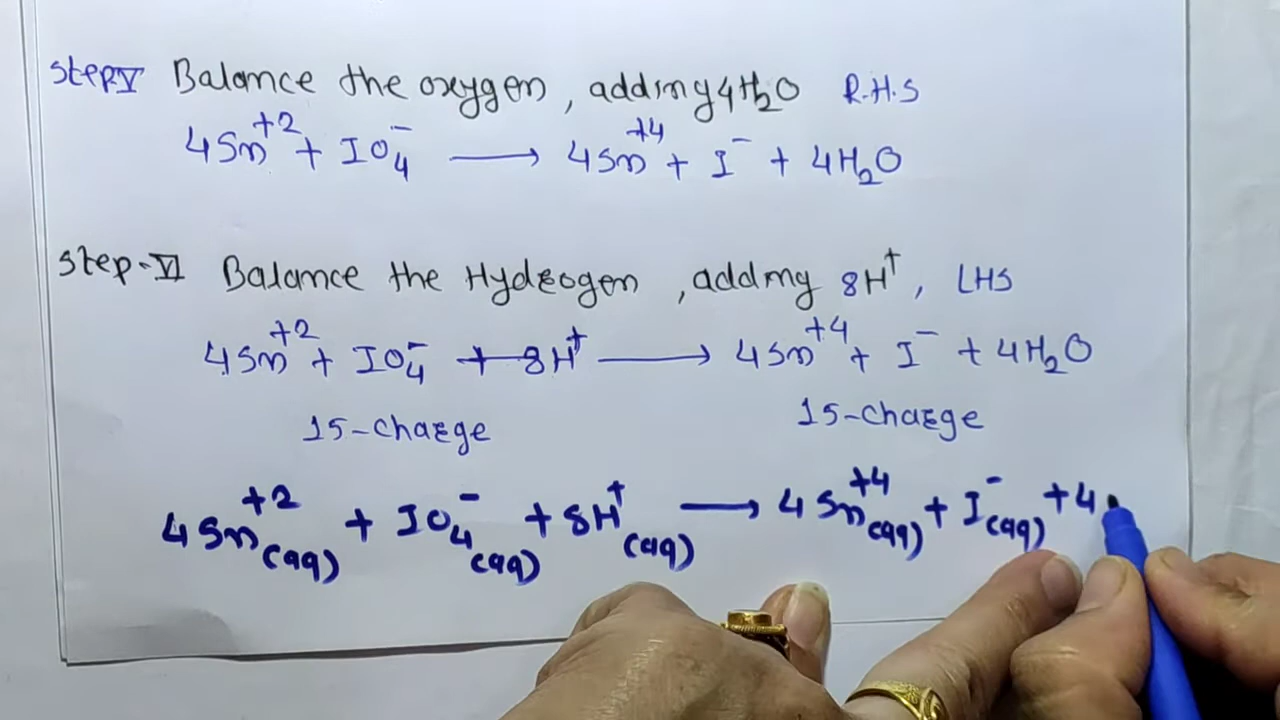 Step V Balance the oxygen, adding 4H₂O R.H.S
4Sn⁺² + IO₄⁻ ⟶ 4Sn⁺⁴ + I⁻ + 4H₂O
Step-VI Balance the Hydrogen, adding 8H⁺, LHS
4Sn⁺² + IO₄⁻ + 8H⁺ ⟶ 4Sn⁺⁴ + I⁻ + 4H₂O
15-charge 15-charge
4Sn⁺²(aq) + IO₄⁻(aq) + 8H⁺(aq) ⟶ 4Sn⁺⁴(aq) + I⁻(aq) + 4